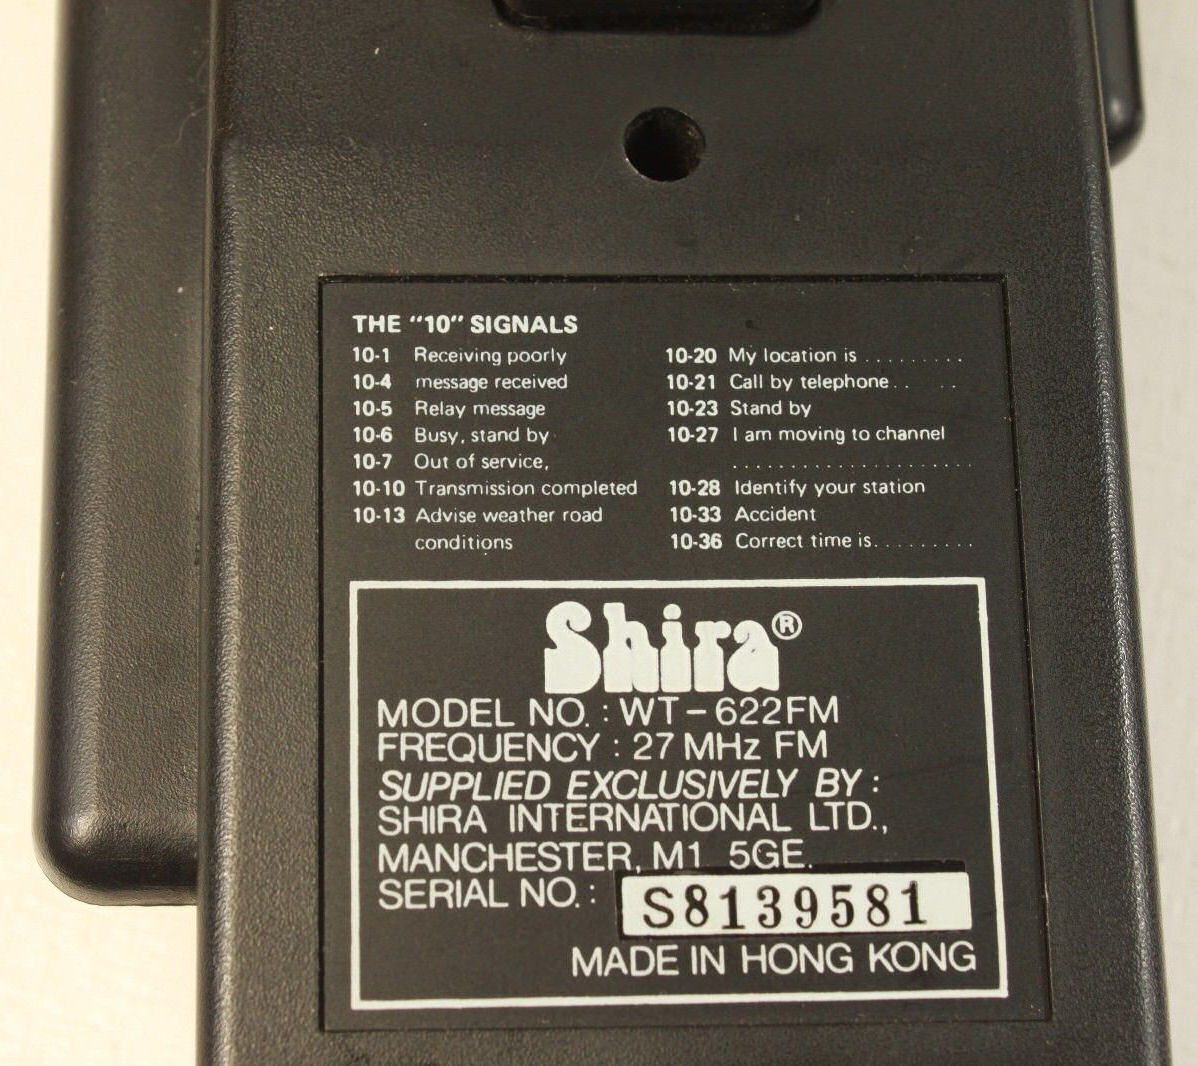 THE "10" SIGNALS
10-1 Receiving poorly
10-4 message received
10-5 Relay message
10-6 Busy, stand by
10-7 Out of service,
10-10 Transmission completed
10-13 Advise weather road
conditions
10-20 My location is .........
10-21 Call by telephone.. ..
10-23 Stand by
10-27 I am moving to channel
.....................
10-28 Identify your station
10-33 Accident
10-36 Correct time is.........
Shira®
MODEL NO. : WT-622FM
FREQUENCY : 27 MHz FM
SUPPLIED EXCLUSIVELY BY :
SHIRA INTERNATIONAL LTD.,
MANCHESTER, M1 5GE.
SERIAL NO. : S8139581
MADE IN HONG KONG